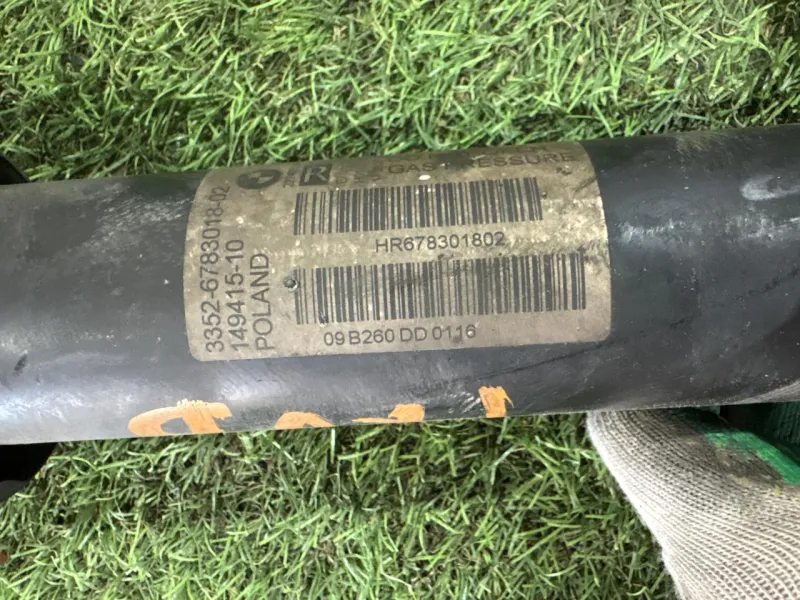 R
GAS PRESSURE
3352-6783018-02
149415-10
POLAND
HR678301802
09 B260 DD 0116